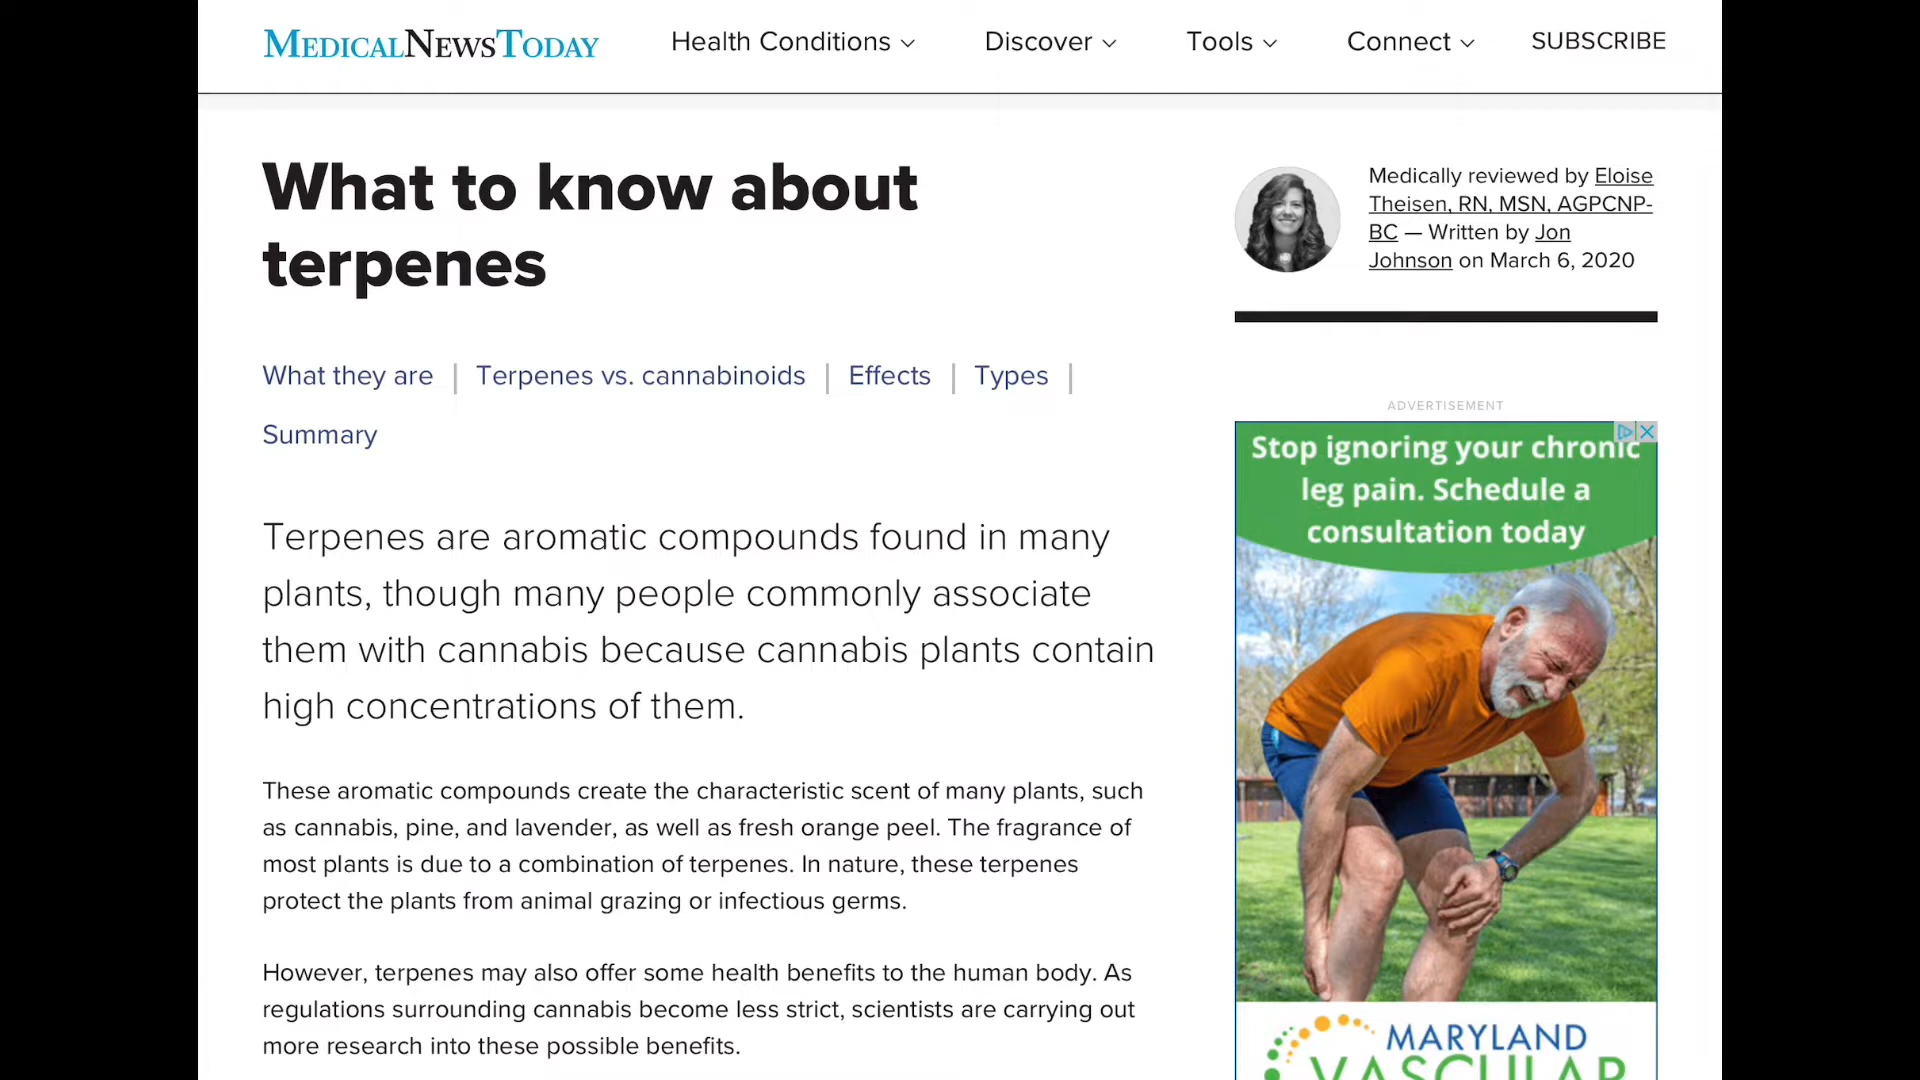 MEDICALNEWSTODAY
Health Conditions
Discover
Tools
Connect
SUBSCRIBE
What to know about
terpenes
What they are | Terpenes vs. cannabinoids | Effects | Types |
Summary
Terpenes are aromatic compounds found in many
plants, though many people commonly associate
them with cannabis because cannabis plants contain
high concentrations of them.
These aromatic compounds create the characteristic scent of many plants, such
as cannabis, pine, and lavender, as well as fresh orange peel. The fragrance of
most plants is due to a combination of terpenes. In nature, these terpenes
protect the plants from animal grazing or infectious germs.
However, terpenes may also offer some health benefits to the human body. As
regulations surrounding cannabis become less strict, scientists are carrying out
more research into these possible benefits.
Medically reviewed by Eloise
Theisen, RN, MSN, AGPCNP-
BC — Written by Jon
Johnson on March 6, 2020
ADVERTISEMENT
Stop ignoring your chronic
leg pain. Schedule a
consultation today
MARYLAND
VASCULAR